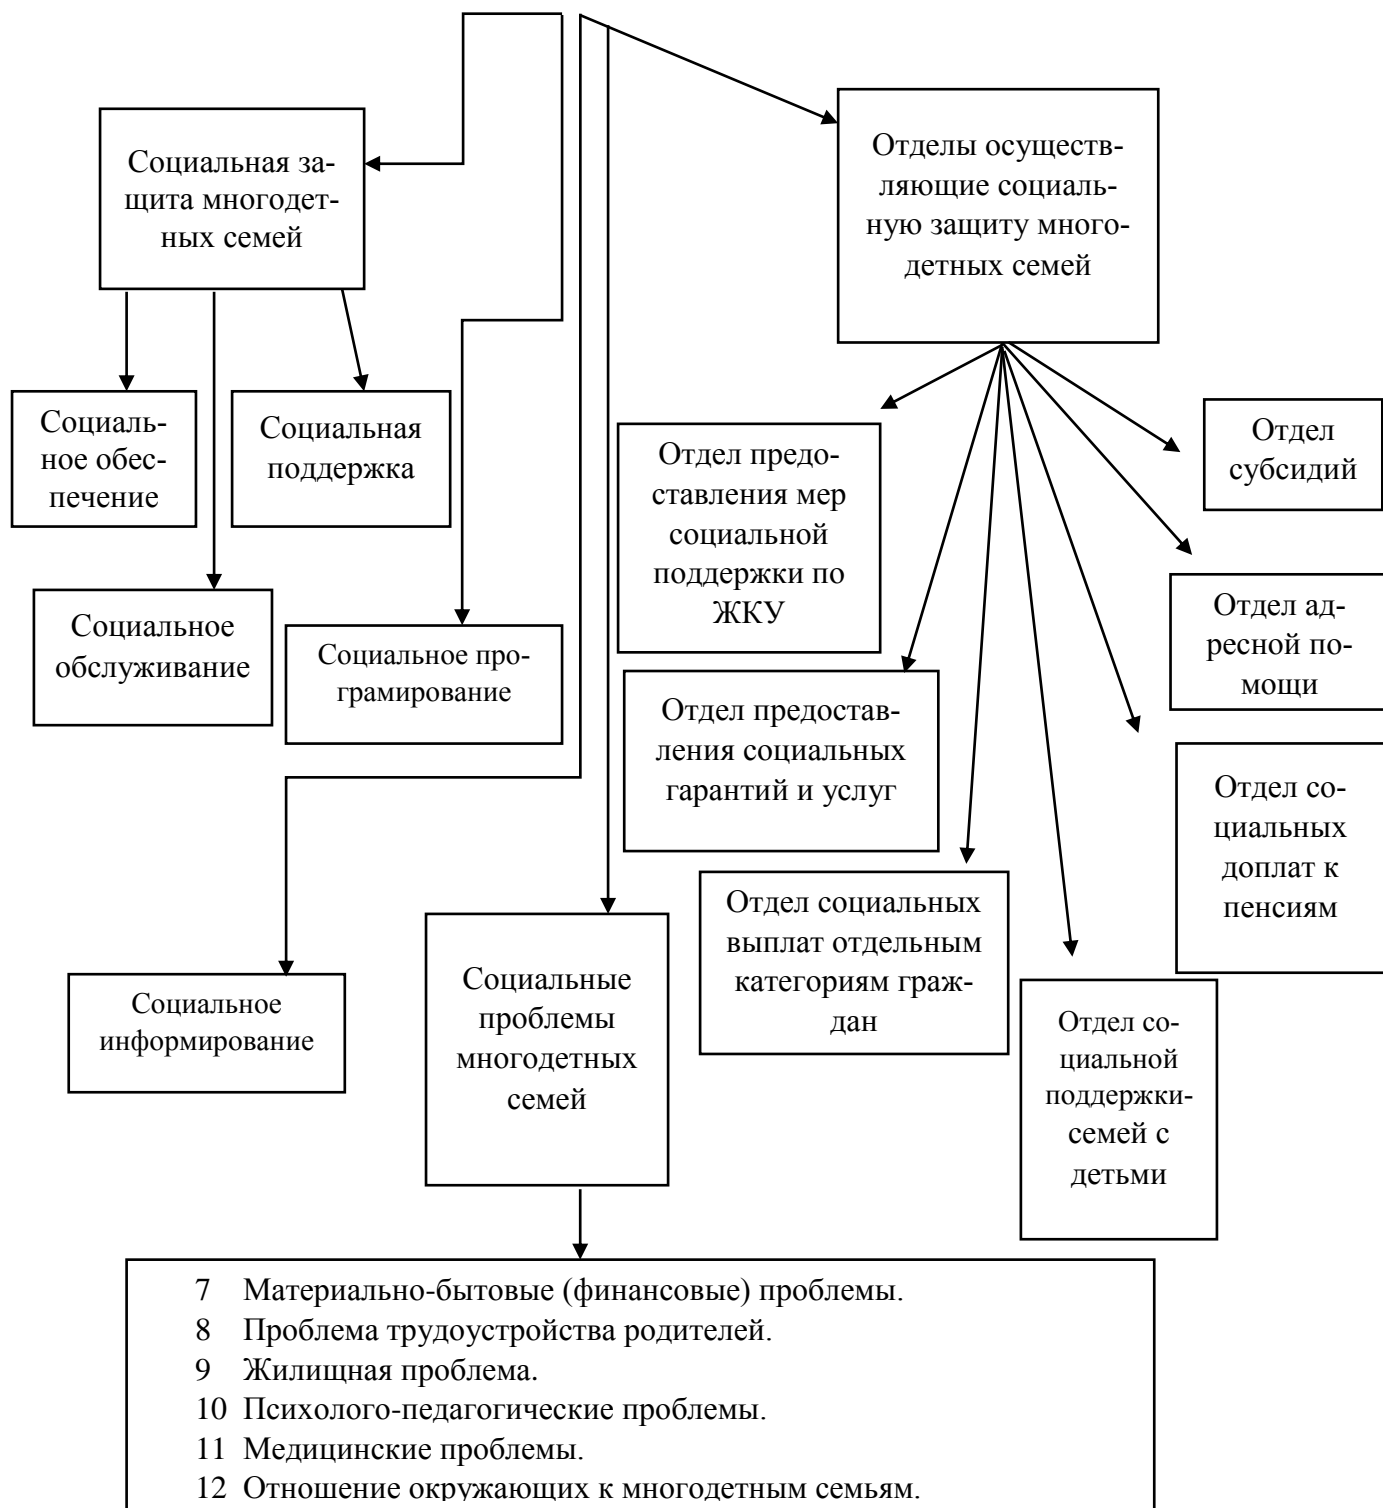 Социальная за-
щита многодет-
ных семей
Отделы осуществ-
ляющие социаль-
ную защиту много-
детных семей
Социаль-
ное обес-
печение
Социальная
поддержка
Отдел предо-
ставления мер
социальной
поддержки по
ЖКУ
Отдел
субсидий
Социальное
обслуживание
Социальное про-
грамирование
Отдел ад-
ресной по-
мощи
Отдел предостав-
ления социальных
гарантий и услуг
Отдел со-
циальных
доплат к
пенсиям
Отдел социальных
выплат отдельным
категориям граж-
дан
Социальные
проблемы
многодетных
семей
Социальное
информирование
Отдел со-
циальной
поддержки-
семей с
детьми
7 Материально-бытовые (финансовые) проблемы.
8 Проблема трудоустройства родителей.
9 Жилищная проблема.
10 Психолого-педагогические проблемы.
11 Медицинские проблемы.
12 Отношение окружающих к многодетным семьям.